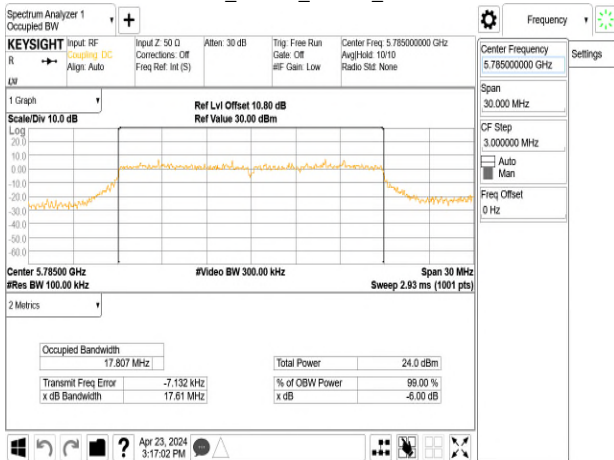 Spectrum Analyzer 1
Occupied BW
+
Frequency
KEYSIGHT
R
LXI
Input: RF
Coupling: DC
Align: Auto
Input Z: 50 Ω
Corrections: Off
Freq Ref: Int (S)
Atten: 30 dB
Trig: Free Run
Gate: Off
#IF Gain: Low
Center Freq: 5.785000000 GHz
Avg|Hold: 10/10
Radio Std: None
Center Frequency
5.785000000 GHz
Settings
Span
30.000 MHz
CF Step
3.000000 MHz
Auto
Man
Freq Offset
0 Hz
1 Graph
Scale/Div 10.0 dB
Ref Lvl Offset 10.80 dB
Ref Value 30.00 dBm
Log
20.0
10.0
0.00
-10.0
-20.0
-30.0
-40.0
-50.0
-60.0
Center 5.78500 GHz
#Video BW 300.00 kHz
Span 30 MHz
#Res BW 100.00 kHz
Sweep 2.93 ms (1001 pts)
2 Metrics
Occupied Bandwidth
17.807 MHz
Total Power 24.0 dBm
Transmit Freq Error -7.132 kHz
% of OBW Power 99.00 %
x dB Bandwidth 17.61 MHz
x dB -6.00 dB
?
Apr 23, 2024
3:17:02 PM